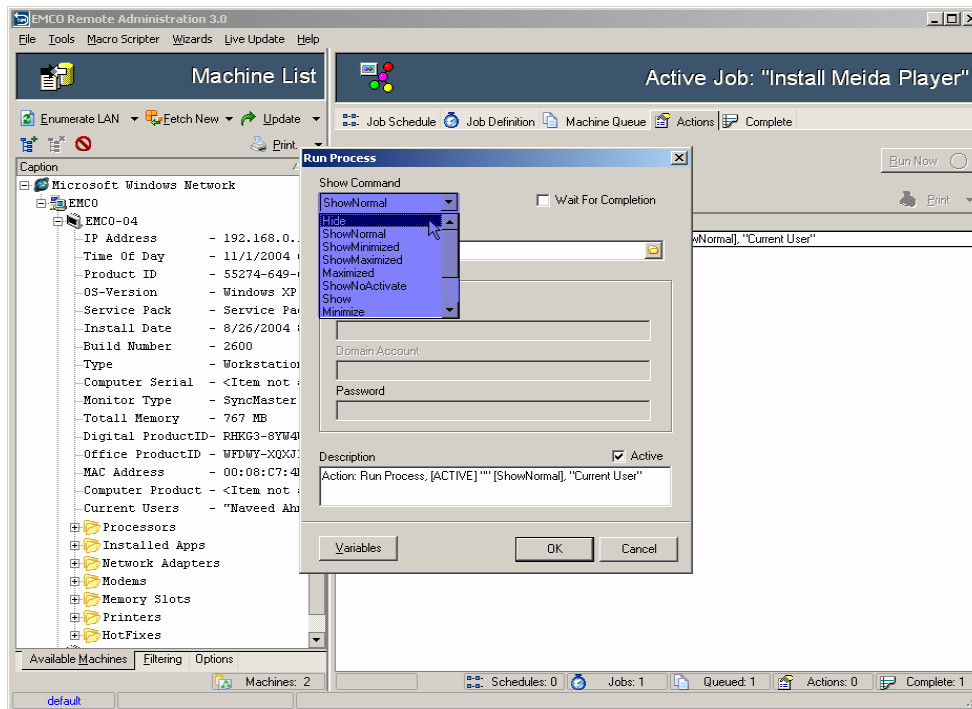 EMCO Remote Administration 3.0
File Tools Macro Scripter Wizards Live Update Help
Machine List
Active Job: "Install Meida Player"
Enumerate LAN Fetch New Update
Print
Job Schedule Job Definition Machine Queue Actions Complete
Run Now
Print
Caption
Microsoft Windows Network
EMCO
EMCO-04
IP Address - 192.168.0.
Time Of Day - 11/1/2004
Product ID - 55274-649-
OS-Version - Windows XP
Service Pack - Service Pa
Install Date - 8/26/2004
Build Number - 2600
Type - Workstation
Computer Serial - <Item not
Monitor Type - SyncMaster
Totall Memory - 767 MB
Digital ProductID- RHKG3-8YW4
Office ProductID - WFDWY-XQXJ
MAC Address - 00:08:C7:4
Computer Product - <Item not
Current Users - "Naveed Ah
Processors
Installed Apps
Network Adapters
Modems
Memory Slots
Printers
HotFixes
Available Machines Filtering Options
Machines: 2
default
Run Process
Show Command
ShowNormal
Wait For Completion
Hide
ShowNormal
ShowMinimized
ShowMaximized
Maximized
ShowNoActivate
Show
Minimize
Domain Account
Password
Description
Active
Action: Run Process, [ACTIVE] "" [ShowNormal], "Current User"
Variables OK Cancel
wNormal], "Current User"
Schedules: 0 Jobs: 1 Queued: 1 Actions: 0 Complete: 1